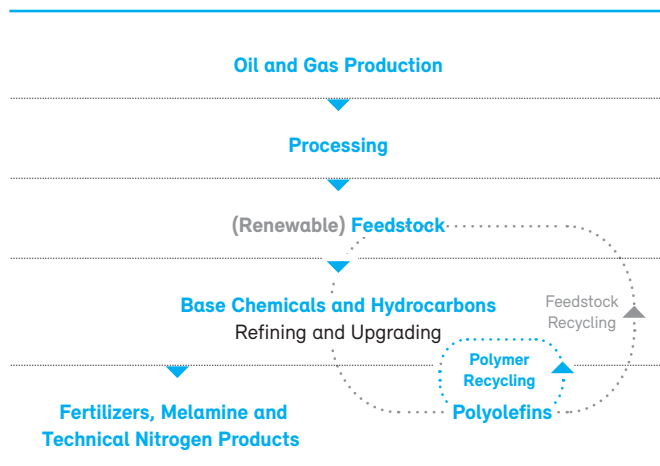 Oil and Gas Production
Processing
(Renewable) Feedstock
Base Chemicals and Hydrocarbons
Refining and Upgrading
Feedstock
Recycling
Polymer
Recycling
Fertilizers, Melamine and
Technical Nitrogen Products
Polyolefins